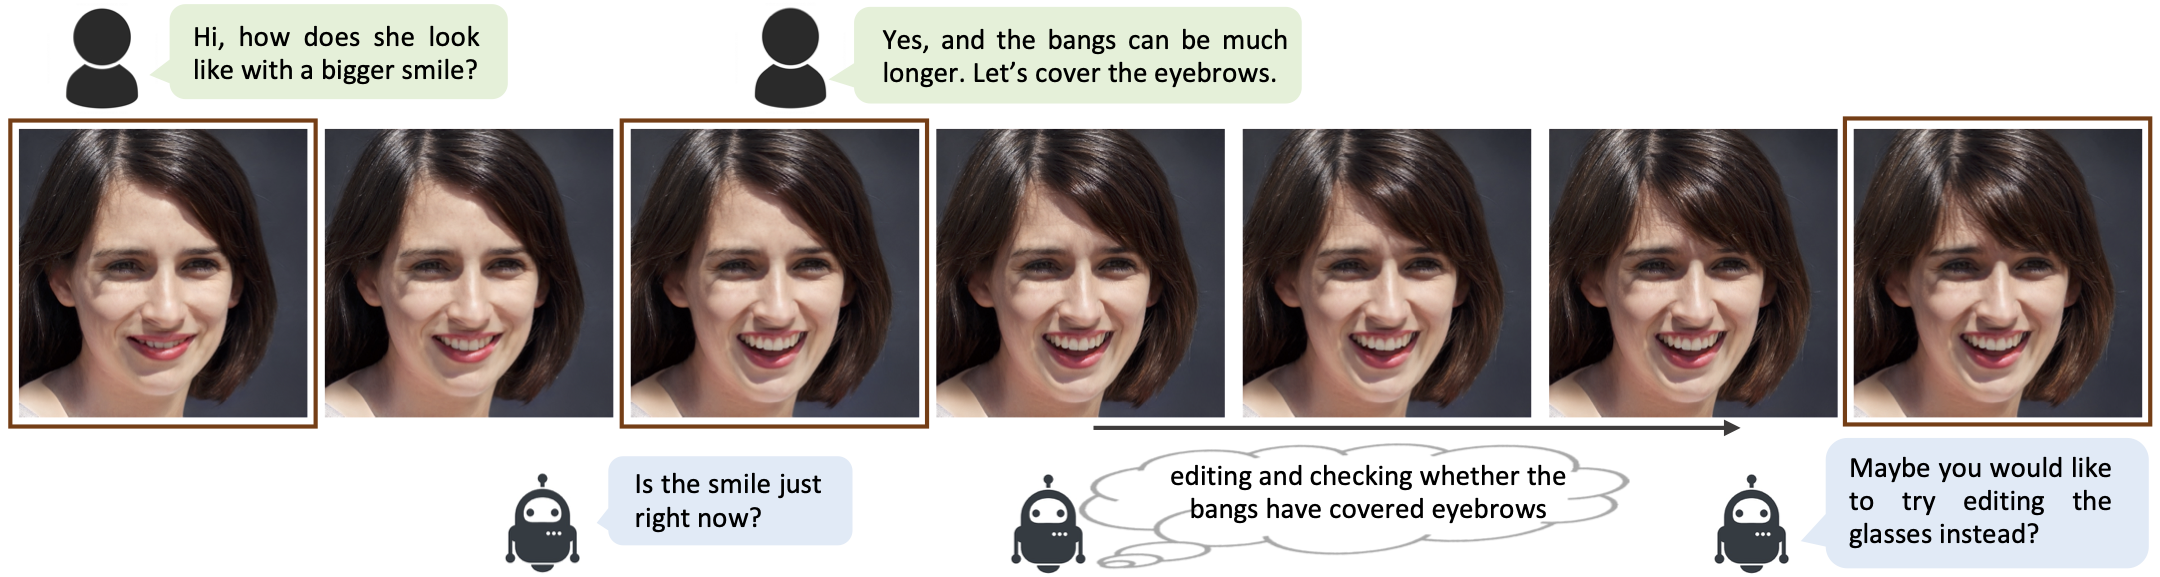 Hi, how does she look
like with a bigger smile?
Yes, and the bangs can be much
longer. Let’s cover the eyebrows.
Is the smile just
right now?
editing and checking whether the
bangs have covered eyebrows
Maybe you would like
to try editing the
glasses instead?